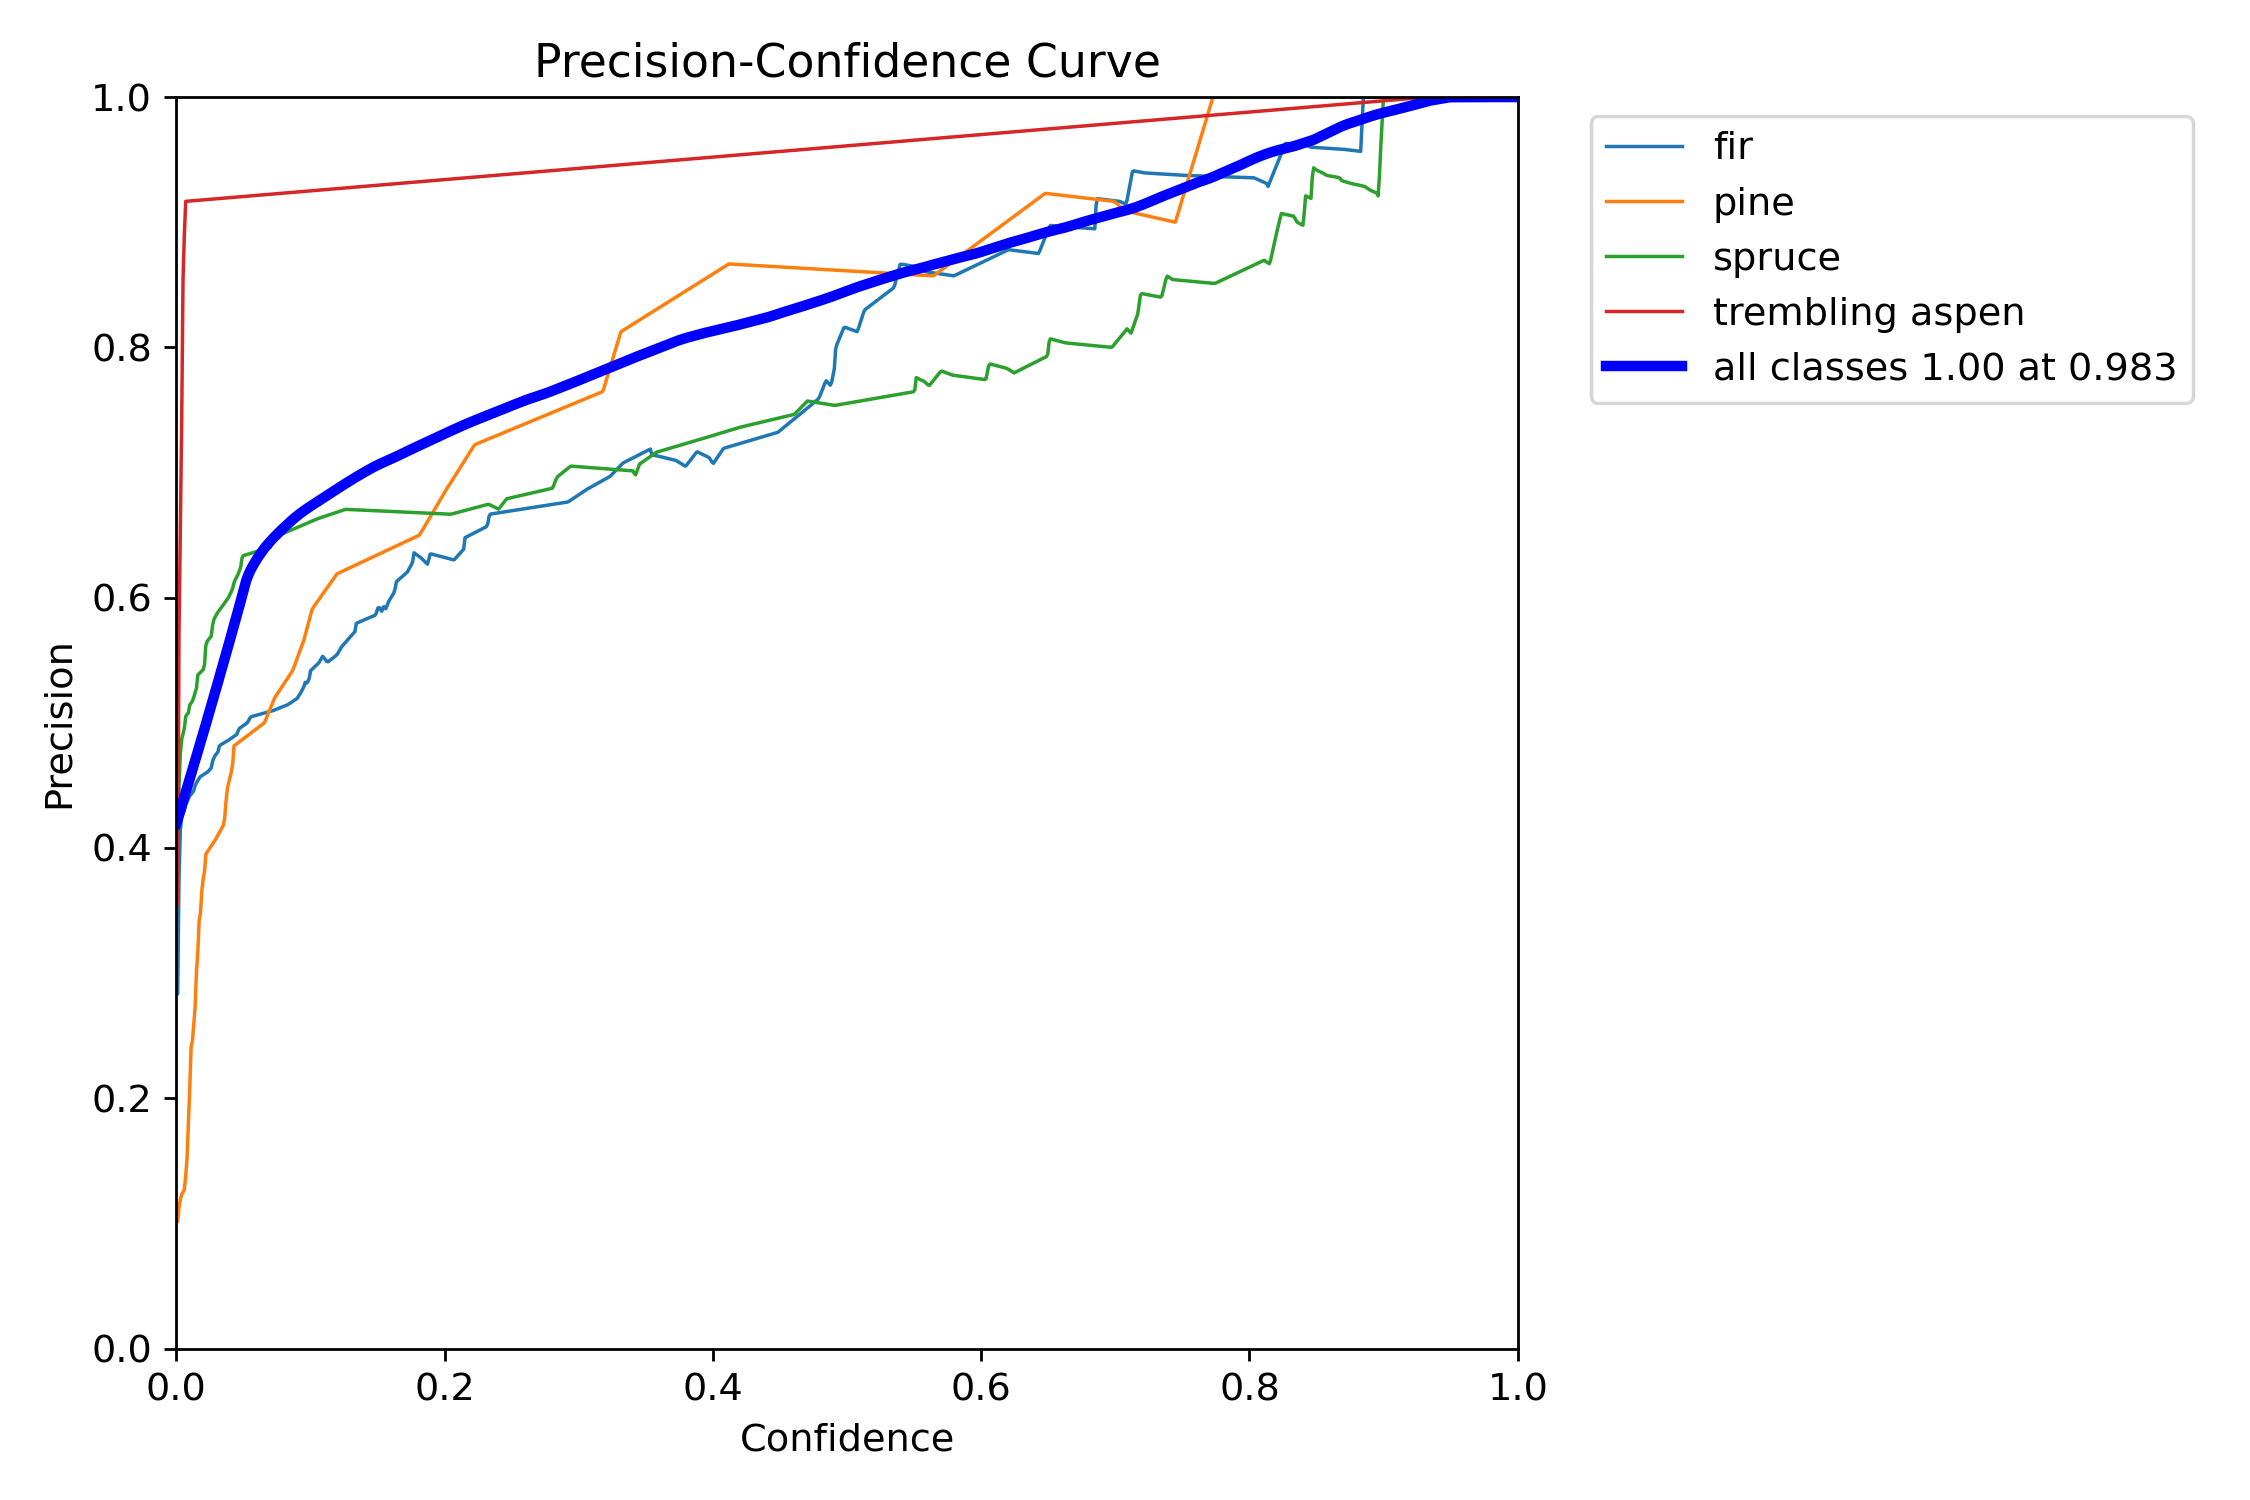 Precision-Confidence Curve
1.0
0.8
0.6
0.4
0.2
0.0
Precision
0.0 0.2 0.4 0.6 0.8 1.0
Confidence
fir
pine
spruce
trembling aspen
all classes 1.00 at 0.983